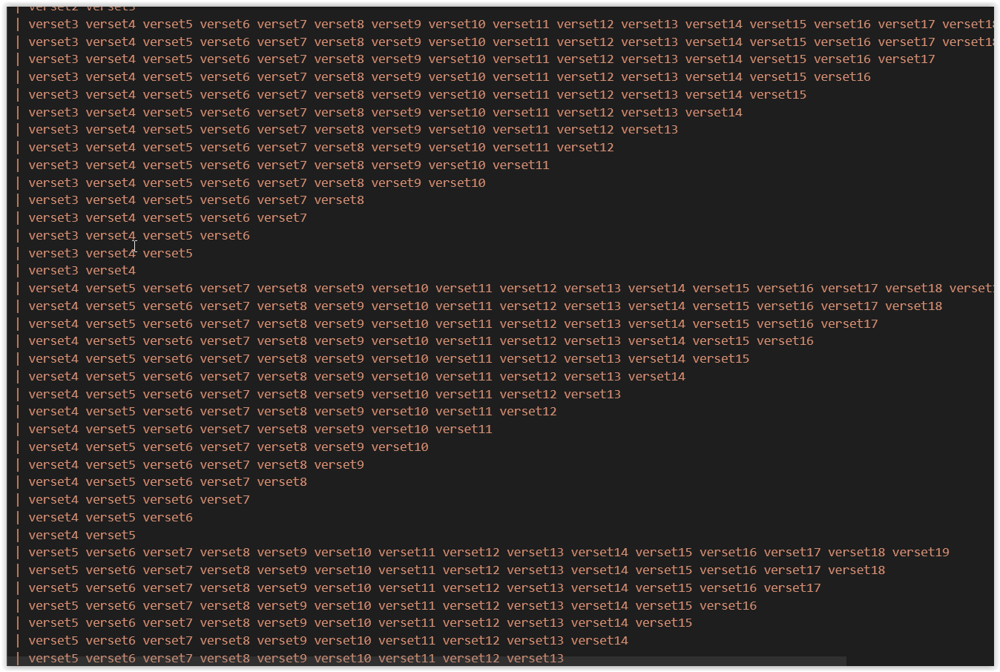 | verset2 verset3
| verset3 verset4 verset5 verset6 verset7 verset8 verset9 verset10 verset11 verset12 verset13 verset14 verset15 verset16 verset17
| verset3 verset4 verset5 verset6 verset7 verset8 verset9 verset10 verset11 verset12 verset13 verset14 verset15 verset16 verset17
| verset3 verset4 verset5 verset6 verset7 verset8 verset9 verset10 verset11 verset12 verset13 verset14 verset15 verset16 verset17
| verset3 verset4 verset5 verset6 verset7 verset8 verset9 verset10 verset11 verset12 verset13 verset14 verset15 verset16
| verset3 verset4 verset5 verset6 verset7 verset8 verset9 verset10 verset11 verset12 verset13 verset14 verset15
| verset3 verset4 verset5 verset6 verset7 verset8 verset9 verset10 verset11 verset12 verset13 verset14
| verset3 verset4 verset5 verset6 verset7 verset8 verset9 verset10 verset11 verset12 verset13
| verset3 verset4 verset5 verset6 verset7 verset8 verset9 verset10 verset11 verset12
| verset3 verset4 verset5 verset6 verset7 verset8 verset9 verset10 verset11
| verset3 verset4 verset5 verset6 verset7 verset8 verset9 verset10
| verset3 verset4 verset5 verset6 verset7 verset8
| verset3 verset4 verset5 verset6 verset7
| verset3 verset4 verset5 verset6
| verset3 verset4 verset5
| verset3 verset4
| verset4 verset5 verset6 verset7 verset8 verset9 verset10 verset11 verset12 verset13 verset14 verset15 verset16 verset17 verset18
| verset4 verset5 verset6 verset7 verset8 verset9 verset10 verset11 verset12 verset13 verset14 verset15 verset16 verset17 verset18
| verset4 verset5 verset6 verset7 verset8 verset9 verset10 verset11 verset12 verset13 verset14 verset15 verset16 verset17
| verset4 verset5 verset6 verset7 verset8 verset9 verset10 verset11 verset12 verset13 verset14 verset15 verset16
| verset4 verset5 verset6 verset7 verset8 verset9 verset10 verset11 verset12 verset13 verset14 verset15
| verset4 verset5 verset6 verset7 verset8 verset9 verset10 verset11 verset12 verset13 verset14
| verset4 verset5 verset6 verset7 verset8 verset9 verset10 verset11 verset12 verset13
| verset4 verset5 verset6 verset7 verset8 verset9 verset10 verset11 verset12
| verset4 verset5 verset6 verset7 verset8 verset9 verset10 verset11
| verset4 verset5 verset6 verset7 verset8 verset9 verset10
| verset4 verset5 verset6 verset7 verset8 verset9
| verset4 verset5 verset6 verset7 verset8
| verset4 verset5 verset6 verset7
| verset4 verset5 verset6
| verset4 verset5
| verset5 verset6 verset7 verset8 verset9 verset10 verset11 verset12 verset13 verset14 verset15 verset16 verset17 verset18 verset19
| verset5 verset6 verset7 verset8 verset9 verset10 verset11 verset12 verset13 verset14 verset15 verset16 verset17 verset18
| verset5 verset6 verset7 verset8 verset9 verset10 verset11 verset12 verset13 verset14 verset15 verset16 verset17
| verset5 verset6 verset7 verset8 verset9 verset10 verset11 verset12 verset13 verset14 verset15 verset16
| verset5 verset6 verset7 verset8 verset9 verset10 verset11 verset12 verset13 verset14 verset15
| verset5 verset6 verset7 verset8 verset9 verset10 verset11 verset12 verset13 verset14
| verset5 verset6 verset7 verset8 verset9 verset10 verset11 verset12 verset13